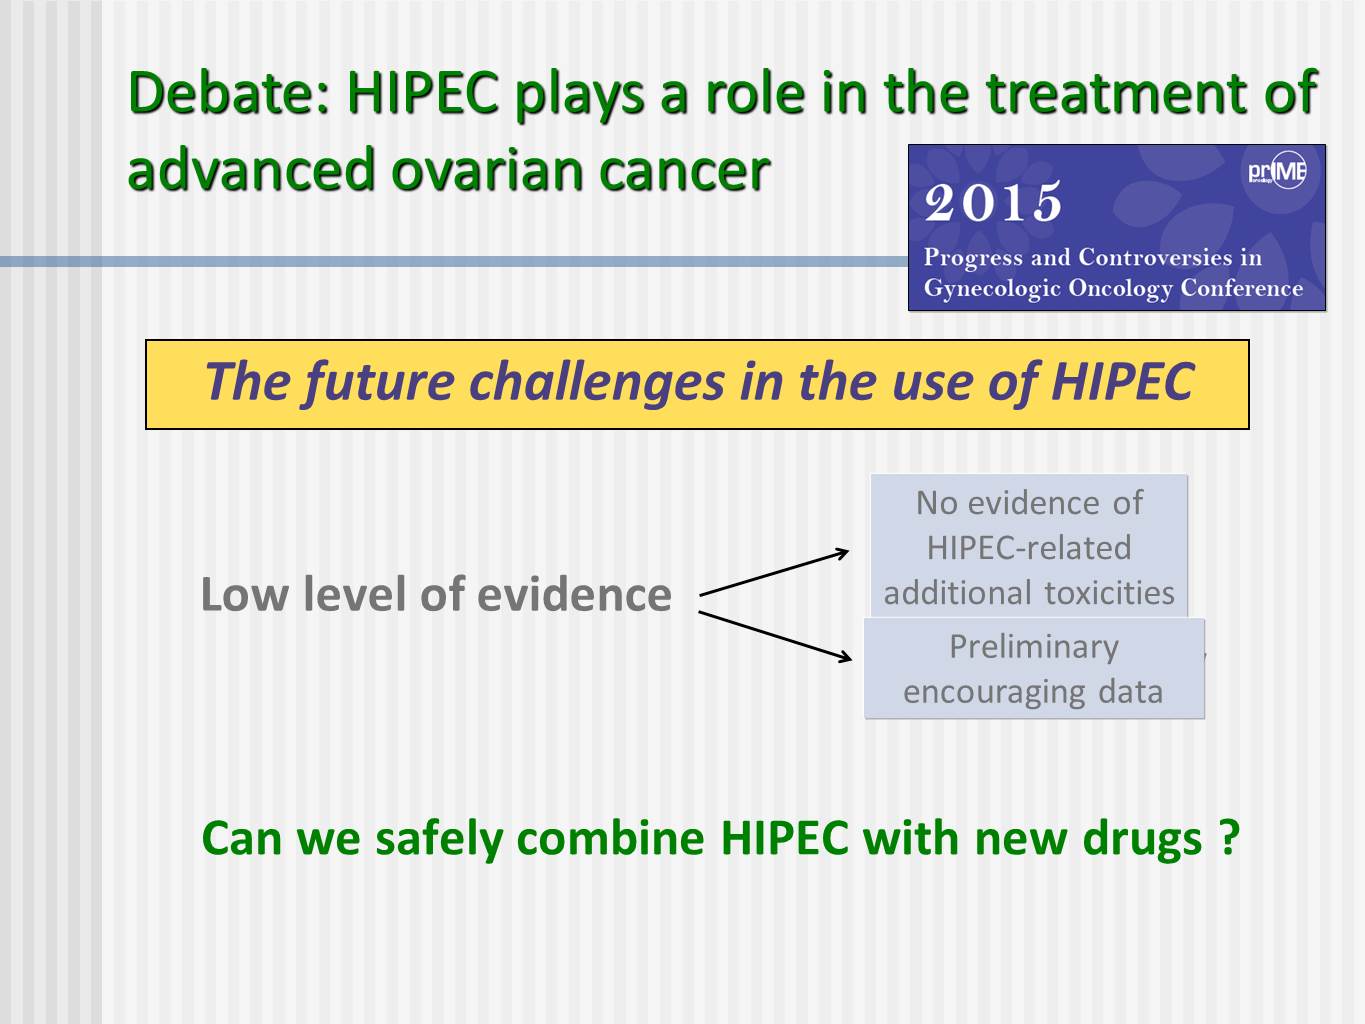 Debate: HIPEC plays a role in the treatment of
advanced ovarian cancer
prIME
oncology
2015
Progress and Controversies in
Gynecologic Oncology Conference
The future challenges in the use of HIPEC
No evidence of
HIPEC-related
additional toxicities
Low level of evidence
Preliminary
encouraging data
Can we safely combine HIPEC with new drugs ?